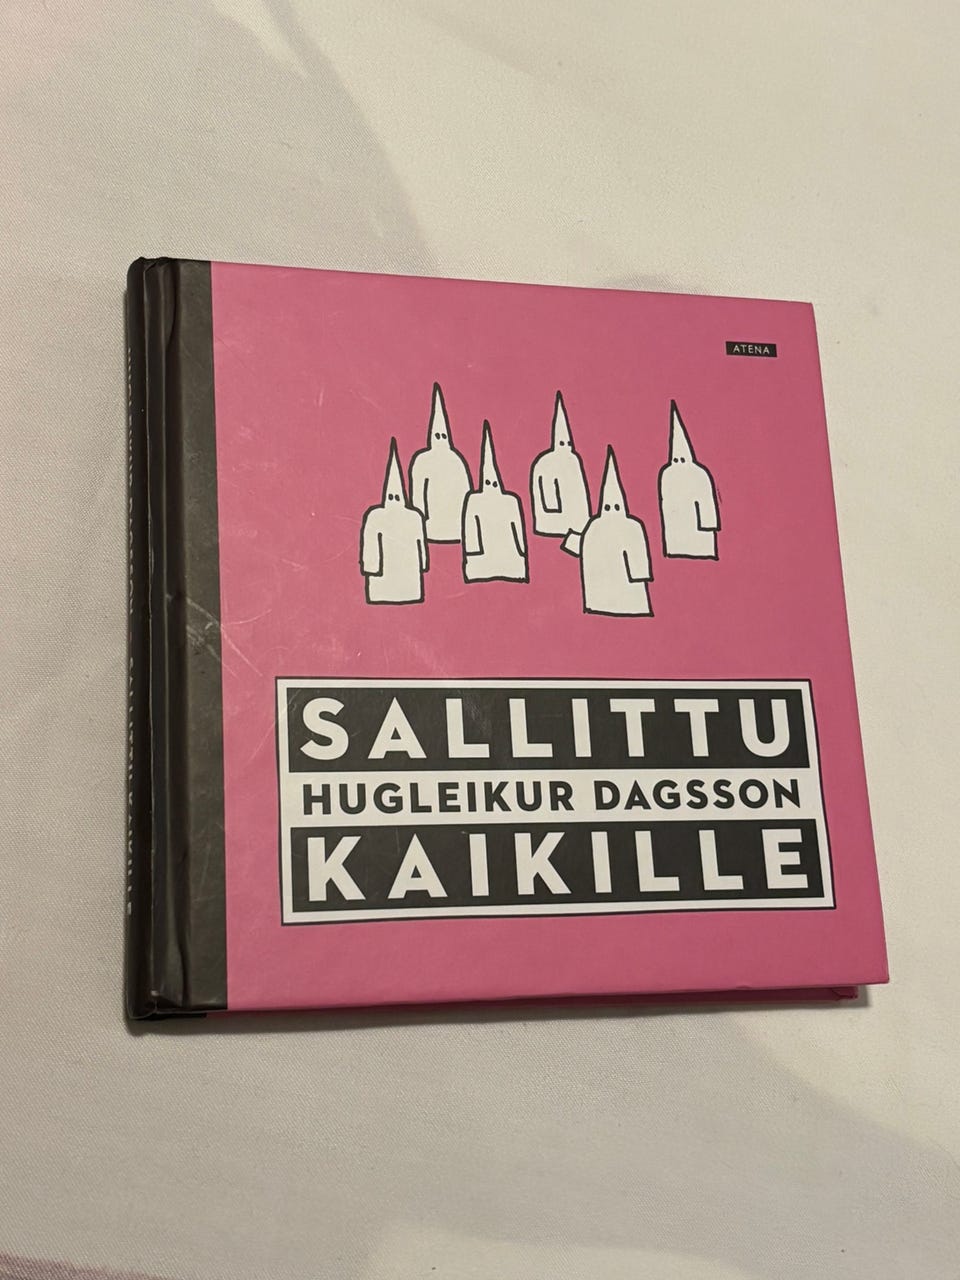 ATENA
SALLITTU
HUGLEIKUR DAGSSON
KAIKILLE